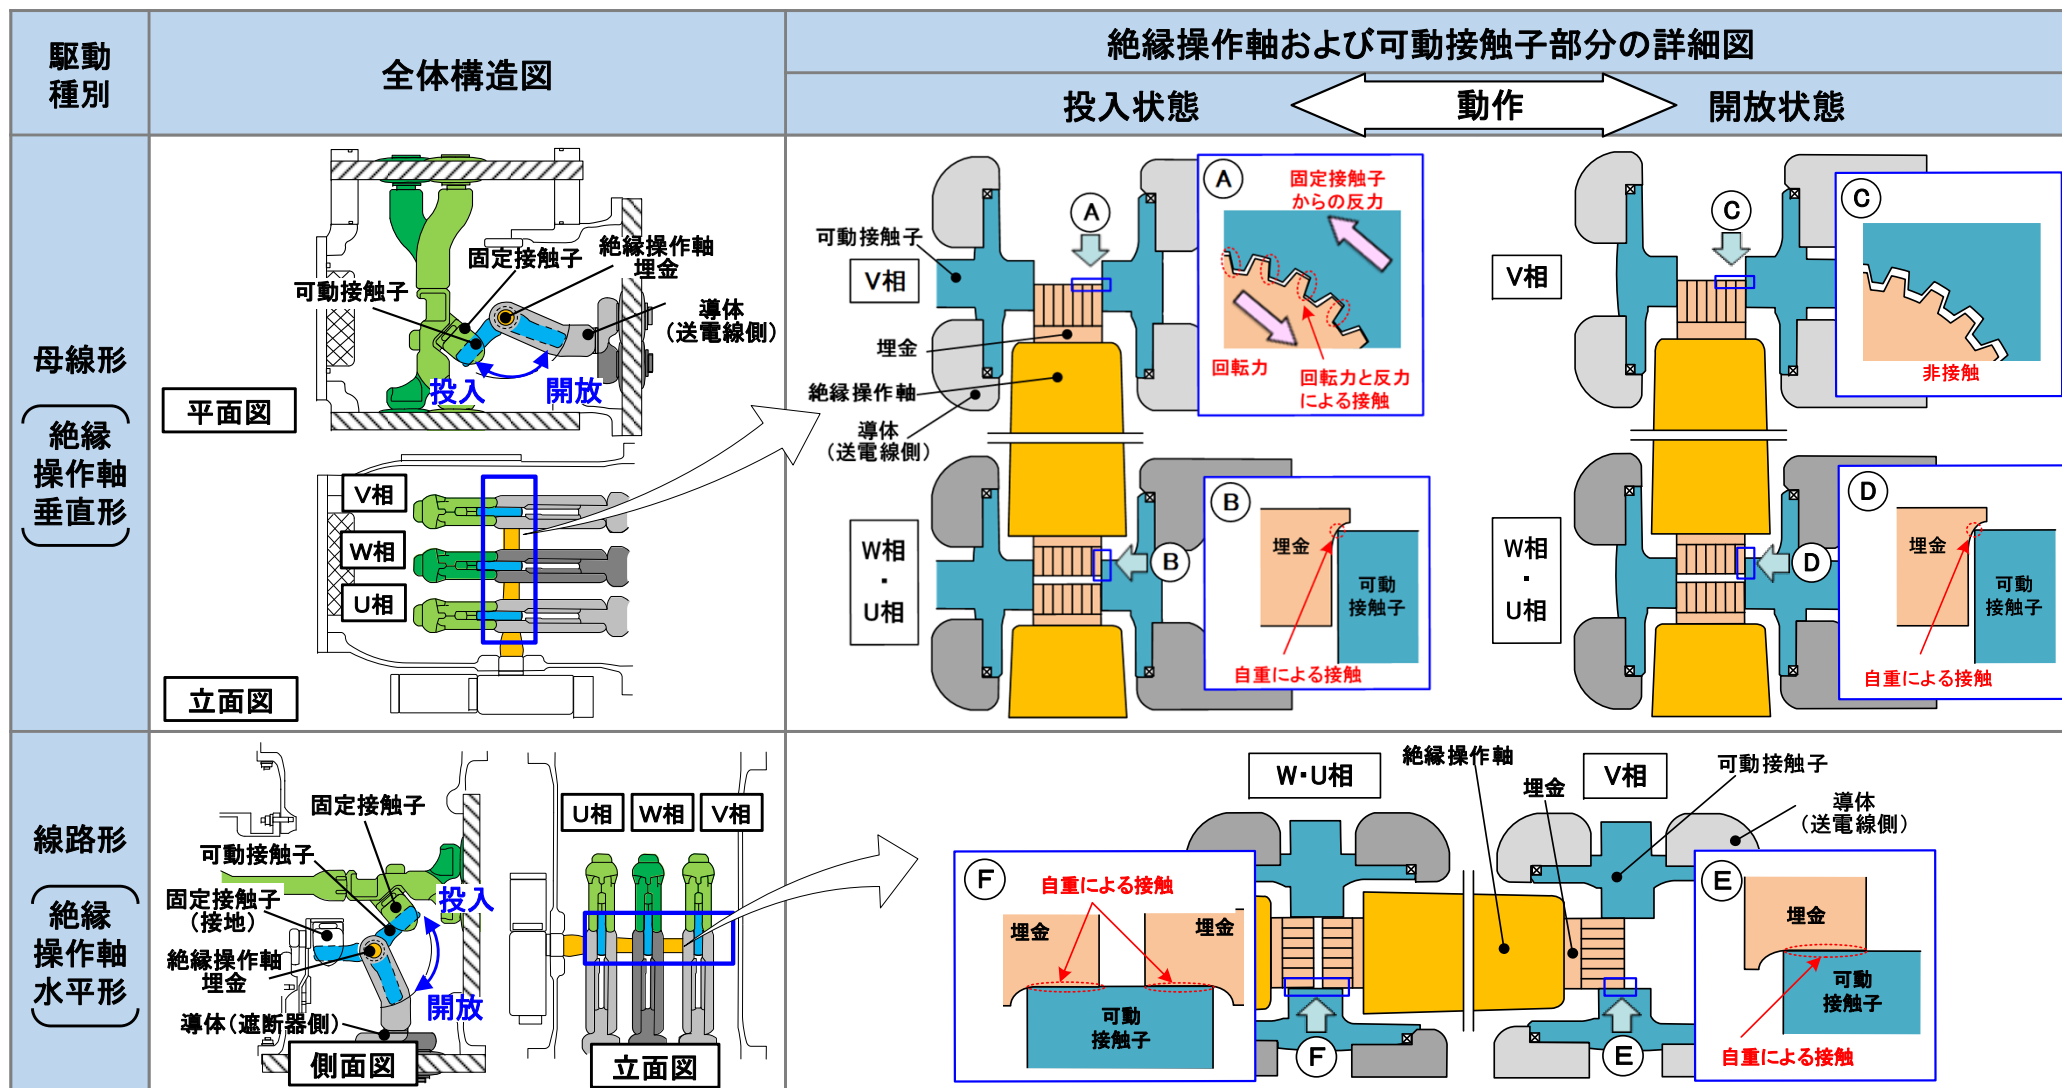 駆動
種別
全体構造図
絶縁操作軸および可動接触子部分の詳細図
投入状態
動作
開放状態
母線形
絶縁
操作軸
垂直形
固定接触子
絶縁操作軸
埋金
可動接触子
導体
(送電線側)
投入
開放
平面図
V相
W相
U相
立面図
可動接触子
V相
埋金
絶縁操作軸
導体
(送電線側)
W相
・
U相
A
B
A
固定接触子
からの反力
回転力
回転力と反力
による接触
B
埋金
可動
接触子
自重による接触
V相
W相
・
U相
C
D
C
非接触
D
埋金
可動
接触子
自重による接触
線路形
絶縁
操作軸
水平形
固定接触子
可動接触子
固定接触子
(接地)
投入
絶縁操作軸
埋金
開放
導体(遮断器側)
側面図
U相
W相
V相
立面図
W・U相
絶縁操作軸
埋金
V相
可動接触子
導体
(送電線側)
F
自重による接触
埋金
埋金
可動
接触子
F
E
E
埋金
可動
接触子
自重による接触